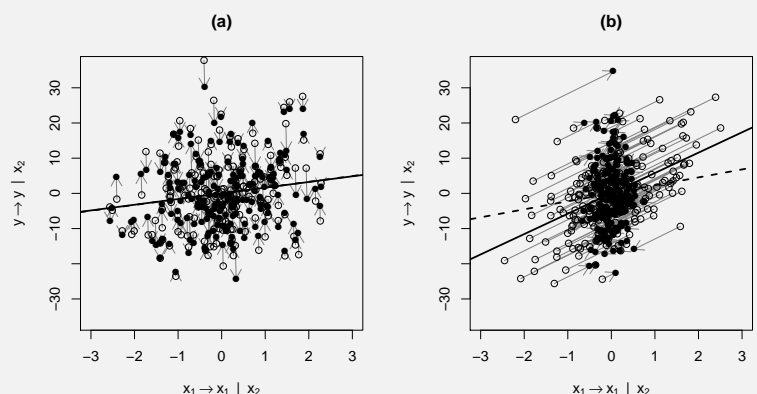 (a)
(b)
30
20
10
0
−10
−30
y → y | x₂
−3 −2 −1 0 1 2 3
x₁ → x₁ | x₂
30
20
10
0
−10
−30
y → y | x₂
−3 −2 −1 0 1 2 3
x₁ → x₁ | x₂